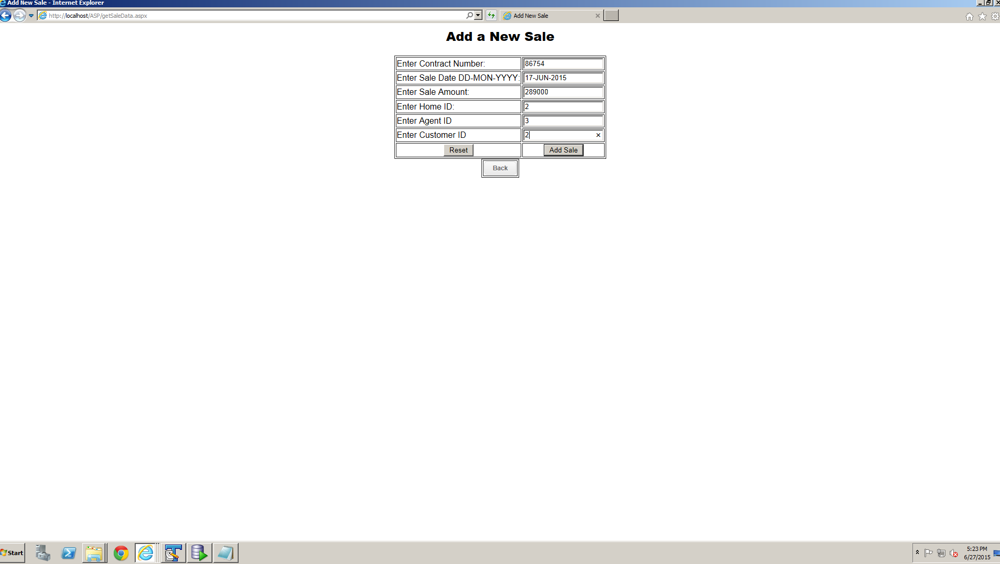 Add New Sale - Internet Explorer
http://localhost/ASP/getSaleData.aspx
Add New Sale
Add a New Sale
Enter Contract Number: 86754
Enter Sale Date DD-MON-YYYY: 17-JUN-2015
Enter Sale Amount: 289000
Enter Home ID: 2
Enter Agent ID 3
Enter Customer ID 2
Reset Add Sale
Back
Start
5:23 PM
6/27/2015